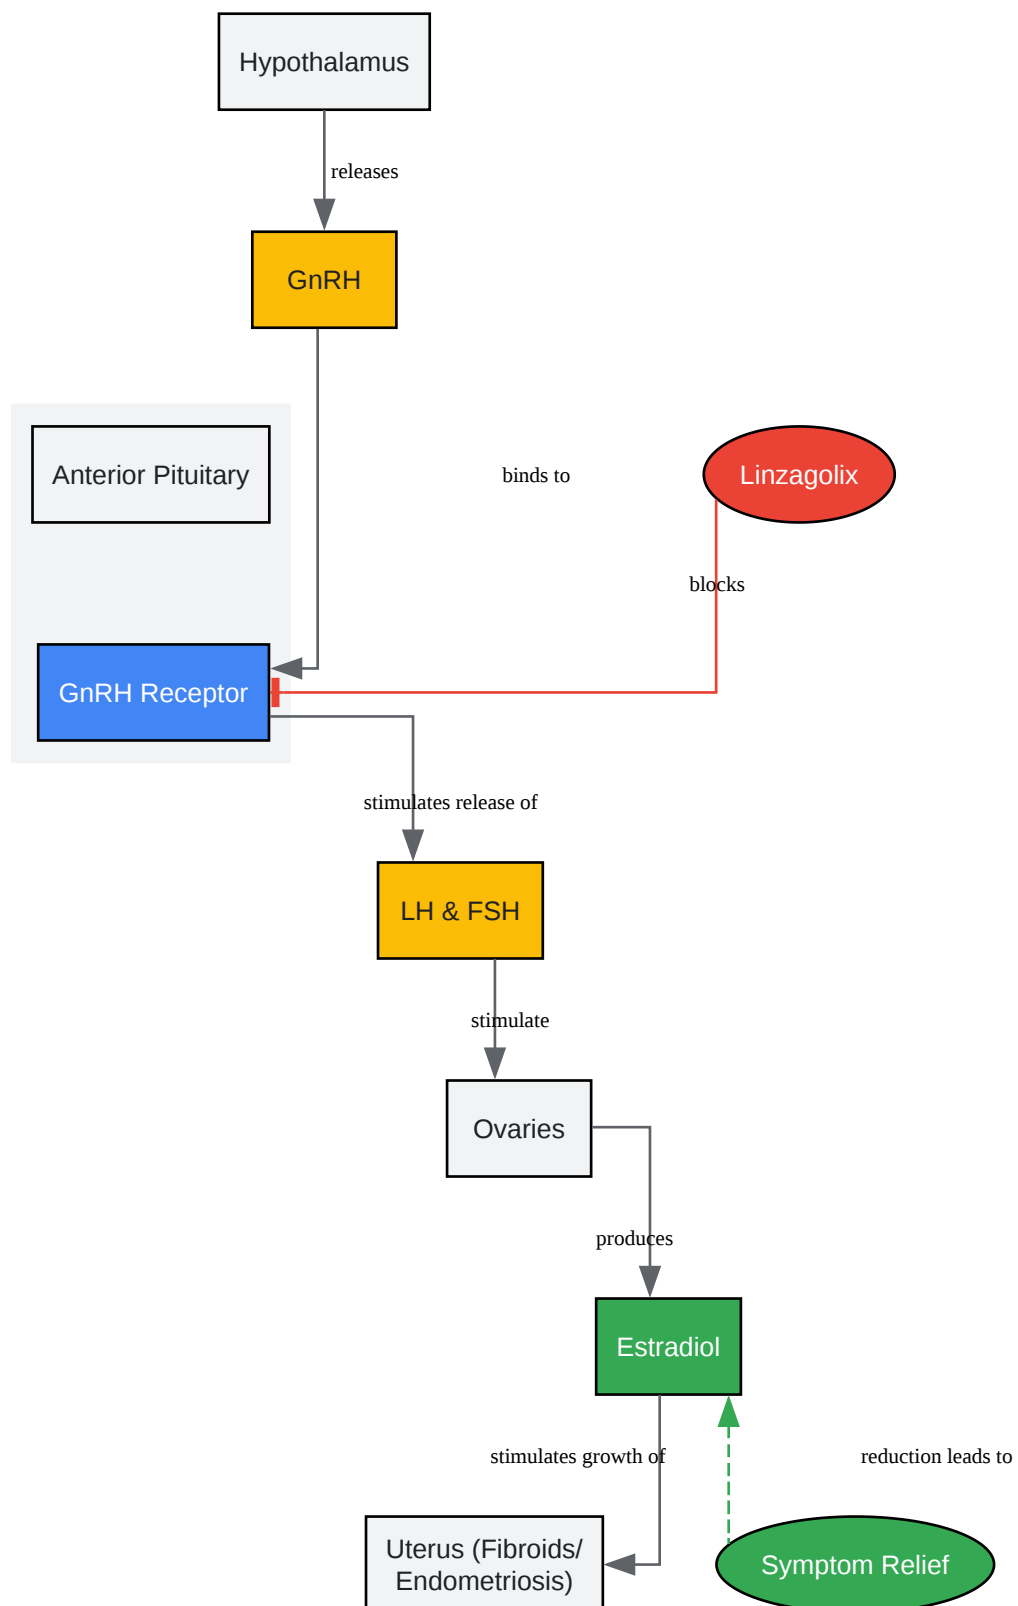 Hypothalamus
releases
GnRH
Anterior Pituitary
binds to
Linzagolix
blocks
GnRH Receptor
stimulates release of
LH & FSH
stimulate
Ovaries
produces
Estradiol
stimulates growth of
reduction leads to
Uterus (Fibroids/
Endometriosis)
Symptom Relief